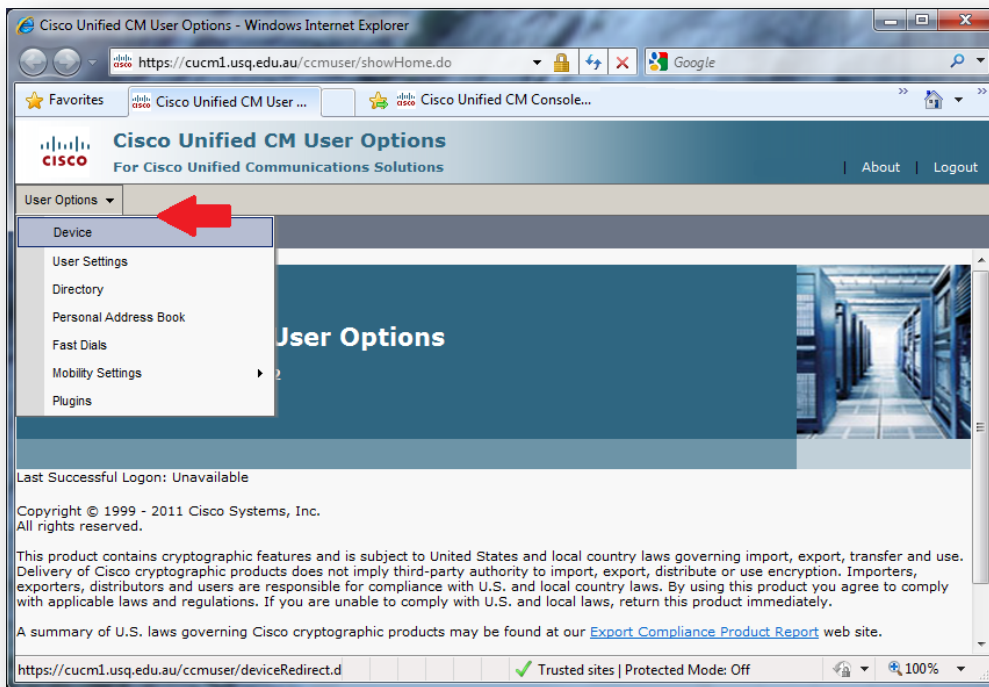 Cisco Unified CM User Options - Windows Internet Explorer
https://cucm1.usq.edu.au/ccmuser/showHome.do
Google
Favorites
Cisco Unified CM User ...
Cisco Unified CM Console...
CISCO
Cisco Unified CM User Options
For Cisco Unified Communications Solutions
About
Logout
User Options
Device
User Settings
Directory
Personal Address Book
Fast Dials
Mobility Settings
Plugins
User Options
Last Successful Logon: Unavailable
Copyright © 1999 - 2011 Cisco Systems, Inc.
All rights reserved.
This product contains cryptographic features and is subject to United States and local country laws governing import, export, transfer and use.
Delivery of Cisco cryptographic products does not imply third-party authority to import, export, distribute or use encryption. Importers,
exporters, distributors and users are responsible for compliance with U.S. and local country laws. By using this product you agree to comply
with applicable laws and regulations. If you are unable to comply with U.S. and local laws, return this product immediately.
A summary of U.S. laws governing Cisco cryptographic products may be found at our Export Compliance Product Report web site.
https://cucm1.usq.edu.au/ccmuser/deviceRedirect.d
Trusted sites | Protected Mode: Off
100%